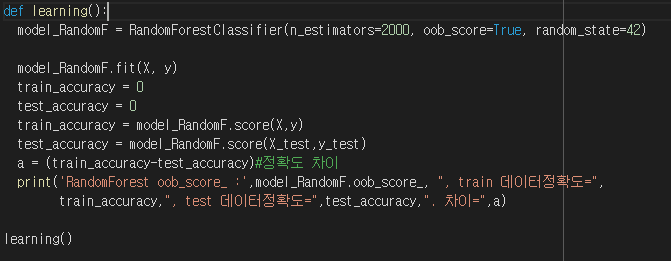 def learning():
  model_RandomF = RandomForestClassifier(n_estimators=2000, oob_score=True, random_state=42)

  model_RandomF.fit(X, y)
  train_accuracy = 0
  test_accuracy = 0
  train_accuracy = model_RandomF.score(X,y)
  test_accuracy = model_RandomF.score(X_test,y_test)
  a = (train_accuracy-test_accuracy)#정확도 차이
  print('RandomForest oob_score_ :',model_RandomF.oob_score_, ", train 데이터정확도=",
        train_accuracy,", test 데이터정확도=",test_accuracy,". 차이=",a)

learning()